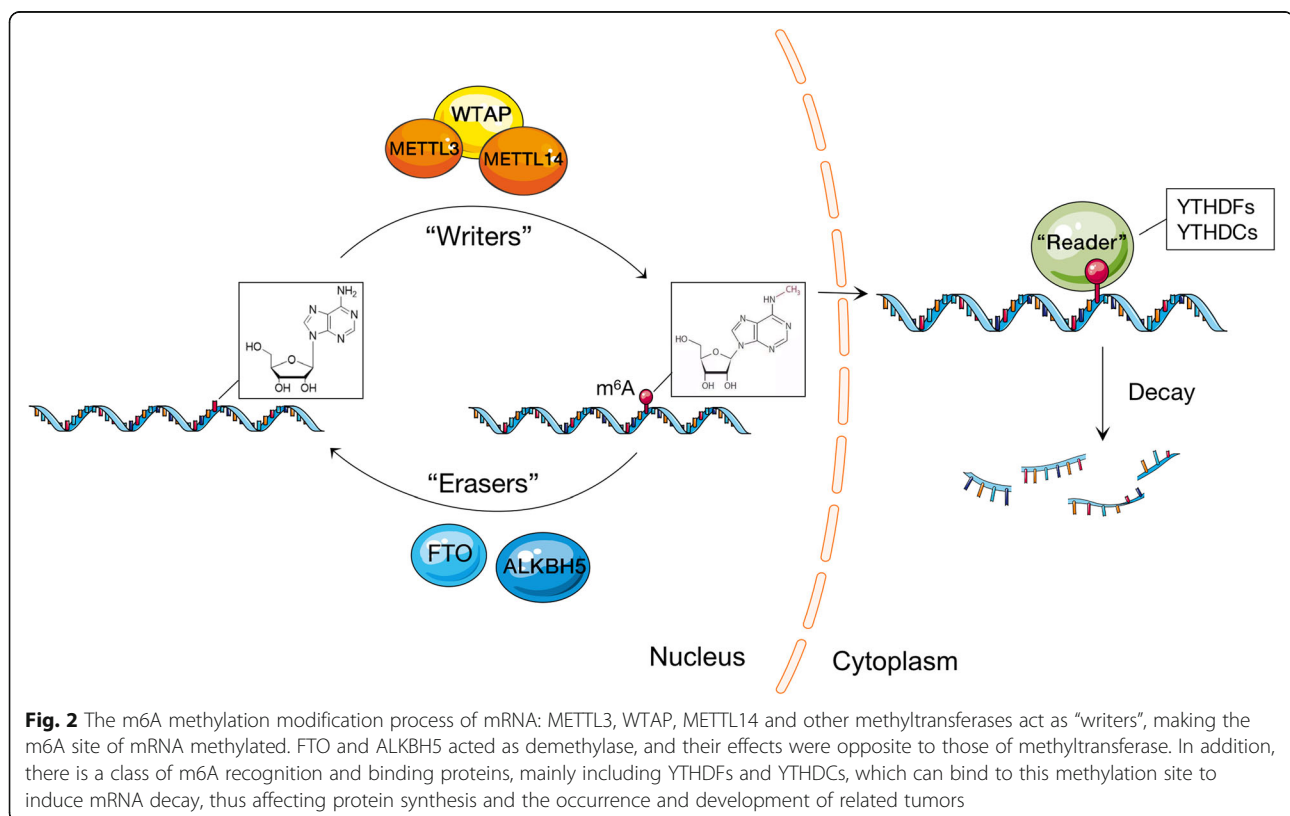 WTAP
METTL3
METTL14
"Writers"
YTHDFs
YTHDCs
"Reader"
NH₂
N
N
N
N
HO
O
OH
OH
HN
CH₃
N
N
N
N
HO
O
OH
OH
m⁶A
Decay
"Erasers"
FTO
ALKBH5
Nucleus
Cytoplasm
Fig. 2 The m6A methylation modification process of mRNA: METTL3, WTAP, METTL14 and other methyltransferases act as “writers”, making the
m6A site of mRNA methylated. FTO and ALKBH5 acted as demethylase, and their effects were opposite to those of methyltransferase. In addition,
there is a class of m6A recognition and binding proteins, mainly including YTHDFs and YTHDCs, which can bind to this methylation site to
induce mRNA decay, thus affecting protein synthesis and the occurrence and development of related tumors